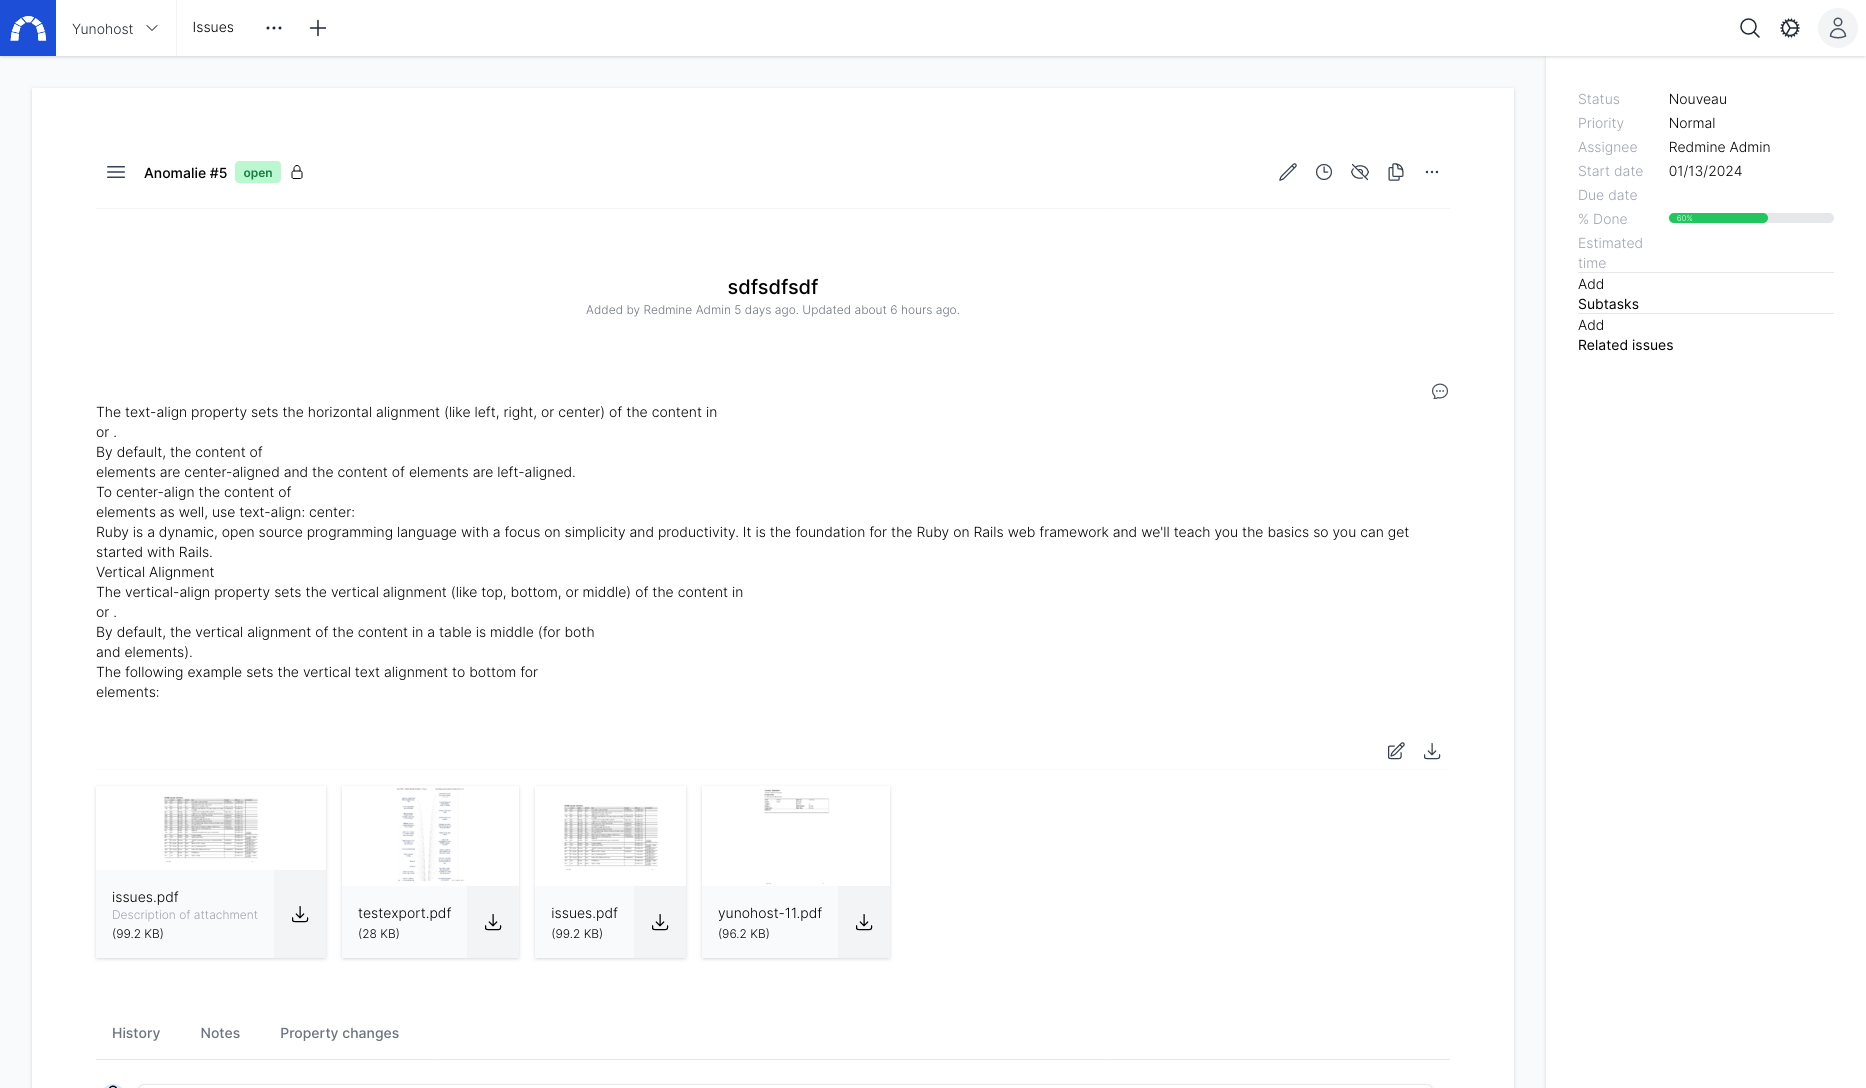 Yunohost
Issues
Anomalie #5 open
sdfsdfsdf
Added by Redmine Admin 5 days ago. Updated about 6 hours ago.
The text-align property sets the horizontal alignment (like left, right, or center) of the content in
or .
By default, the content of
elements are center-aligned and the content of elements are left-aligned.
To center-align the content of
elements as well, use text-align: center:
Ruby is a dynamic, open source programming language with a focus on simplicity and productivity. It is the foundation for the Ruby on Rails web framework and we'll teach you the basics so you can get
started with Rails.
Vertical Alignment
The vertical-align property sets the vertical alignment (like top, bottom, or middle) of the content in
or .
By default, the vertical alignment of the content in a table is middle (for both
and elements).
The following example sets the vertical text alignment to bottom for
elements:
issues.pdf
Description of attachment
(99.2 KB)
testexport.pdf
(28 KB)
issues.pdf
(99.2 KB)
yunohost-11.pdf
(96.2 KB)
History Notes Property changes
Status Nouveau
Priority Normal
Assignee Redmine Admin
Start date 01/13/2024
Due date
% Done 60%
Estimated
time
Add
Subtasks
Add
Related issues